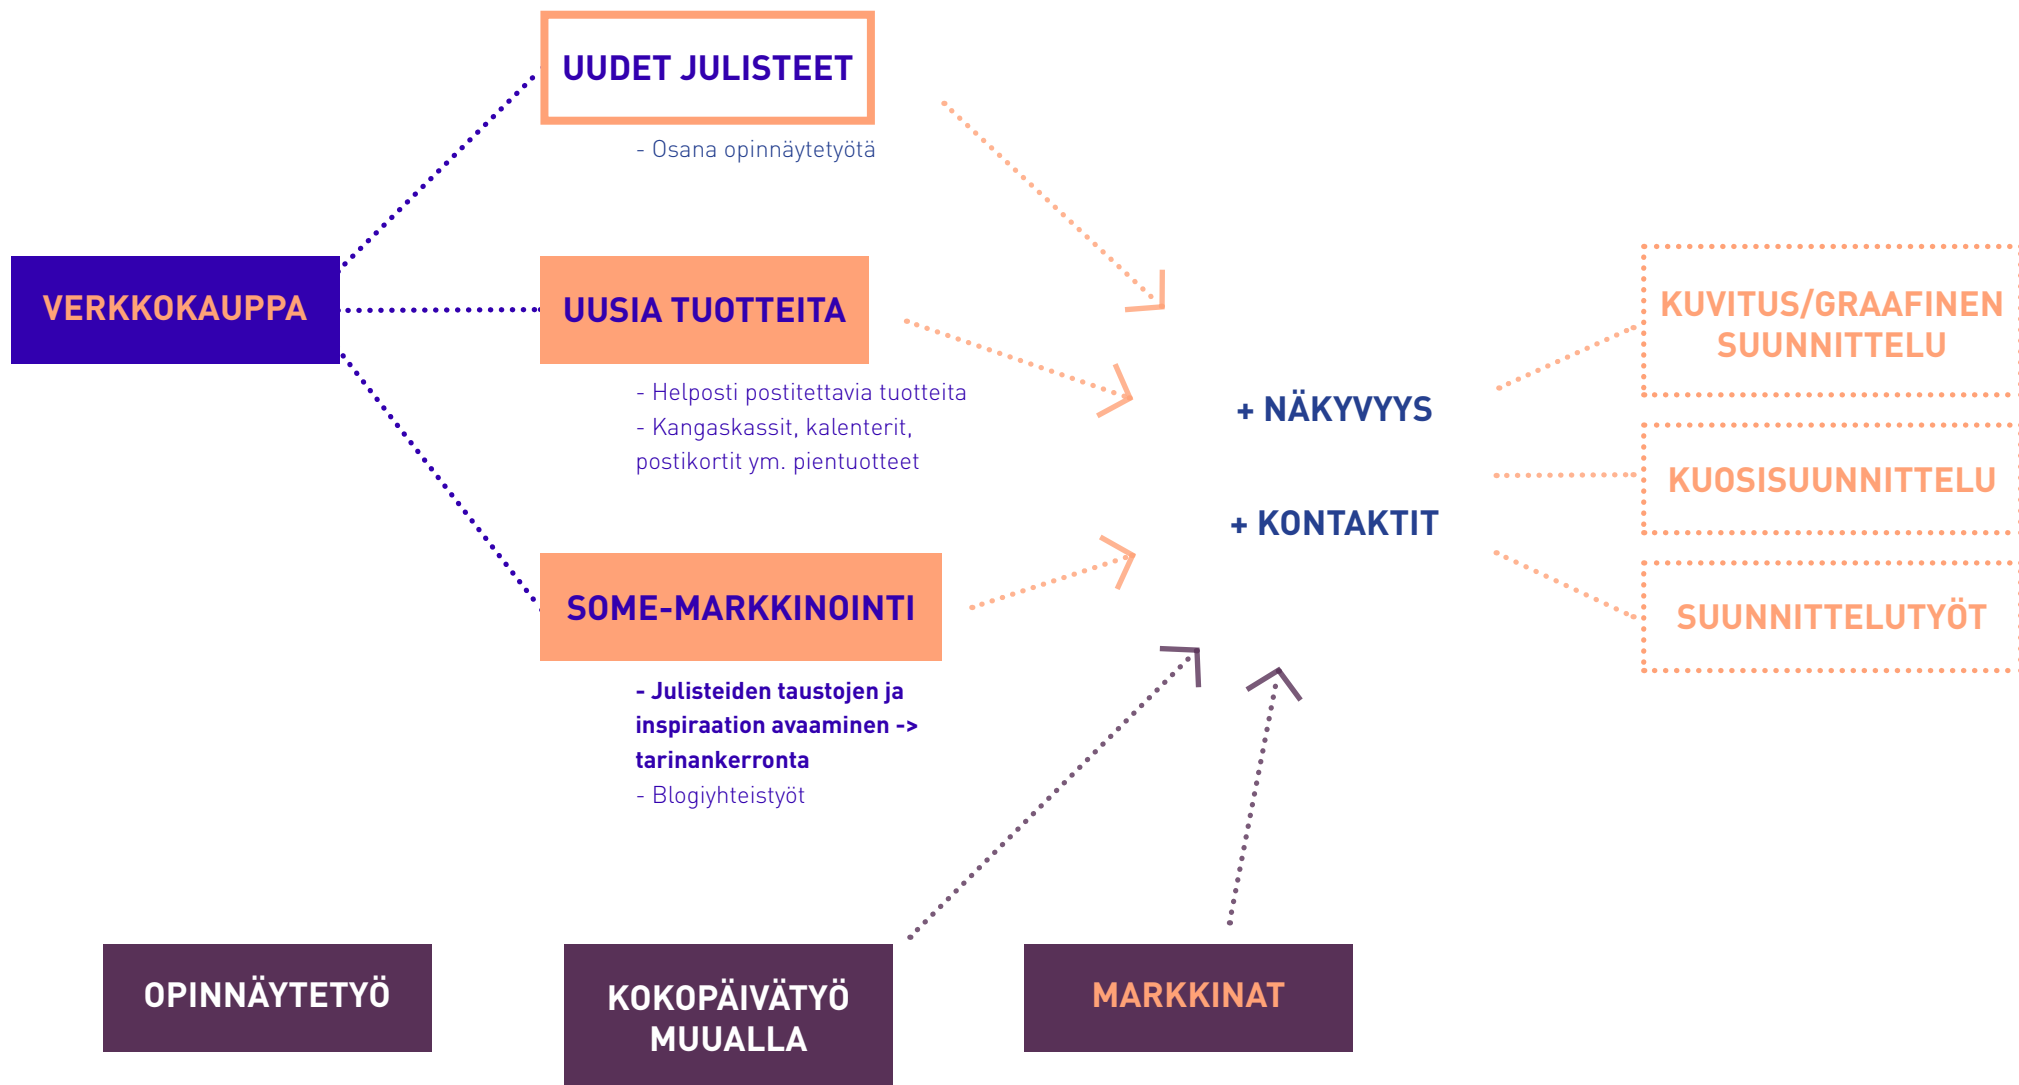 UUDET JULISTEET
- Osana opinnäytetyötä
VERKKOKAUPPA
UUSIA TUOTTEITA
- Helposti postitettavia tuotteita
- Kangaskassit, kalenterit,
postikortit ym. pientuotteet
SOME-MARKKINOINTI
- Julisteiden taustojen ja
inspiraation avaaminen ->
tarinankerronta
- Blogiyhteistyöt
+ NÄKYVYYS
+ KONTAKTIT
KUVITUS/GRAAFINEN
SUUNNITTELU
KUOSISUUNNITTELU
SUUNNITTELUTYÖT
OPINNÄYTETYÖ
KOKOPÄIVÄTYÖ
MUUALLA
MARKKINAT